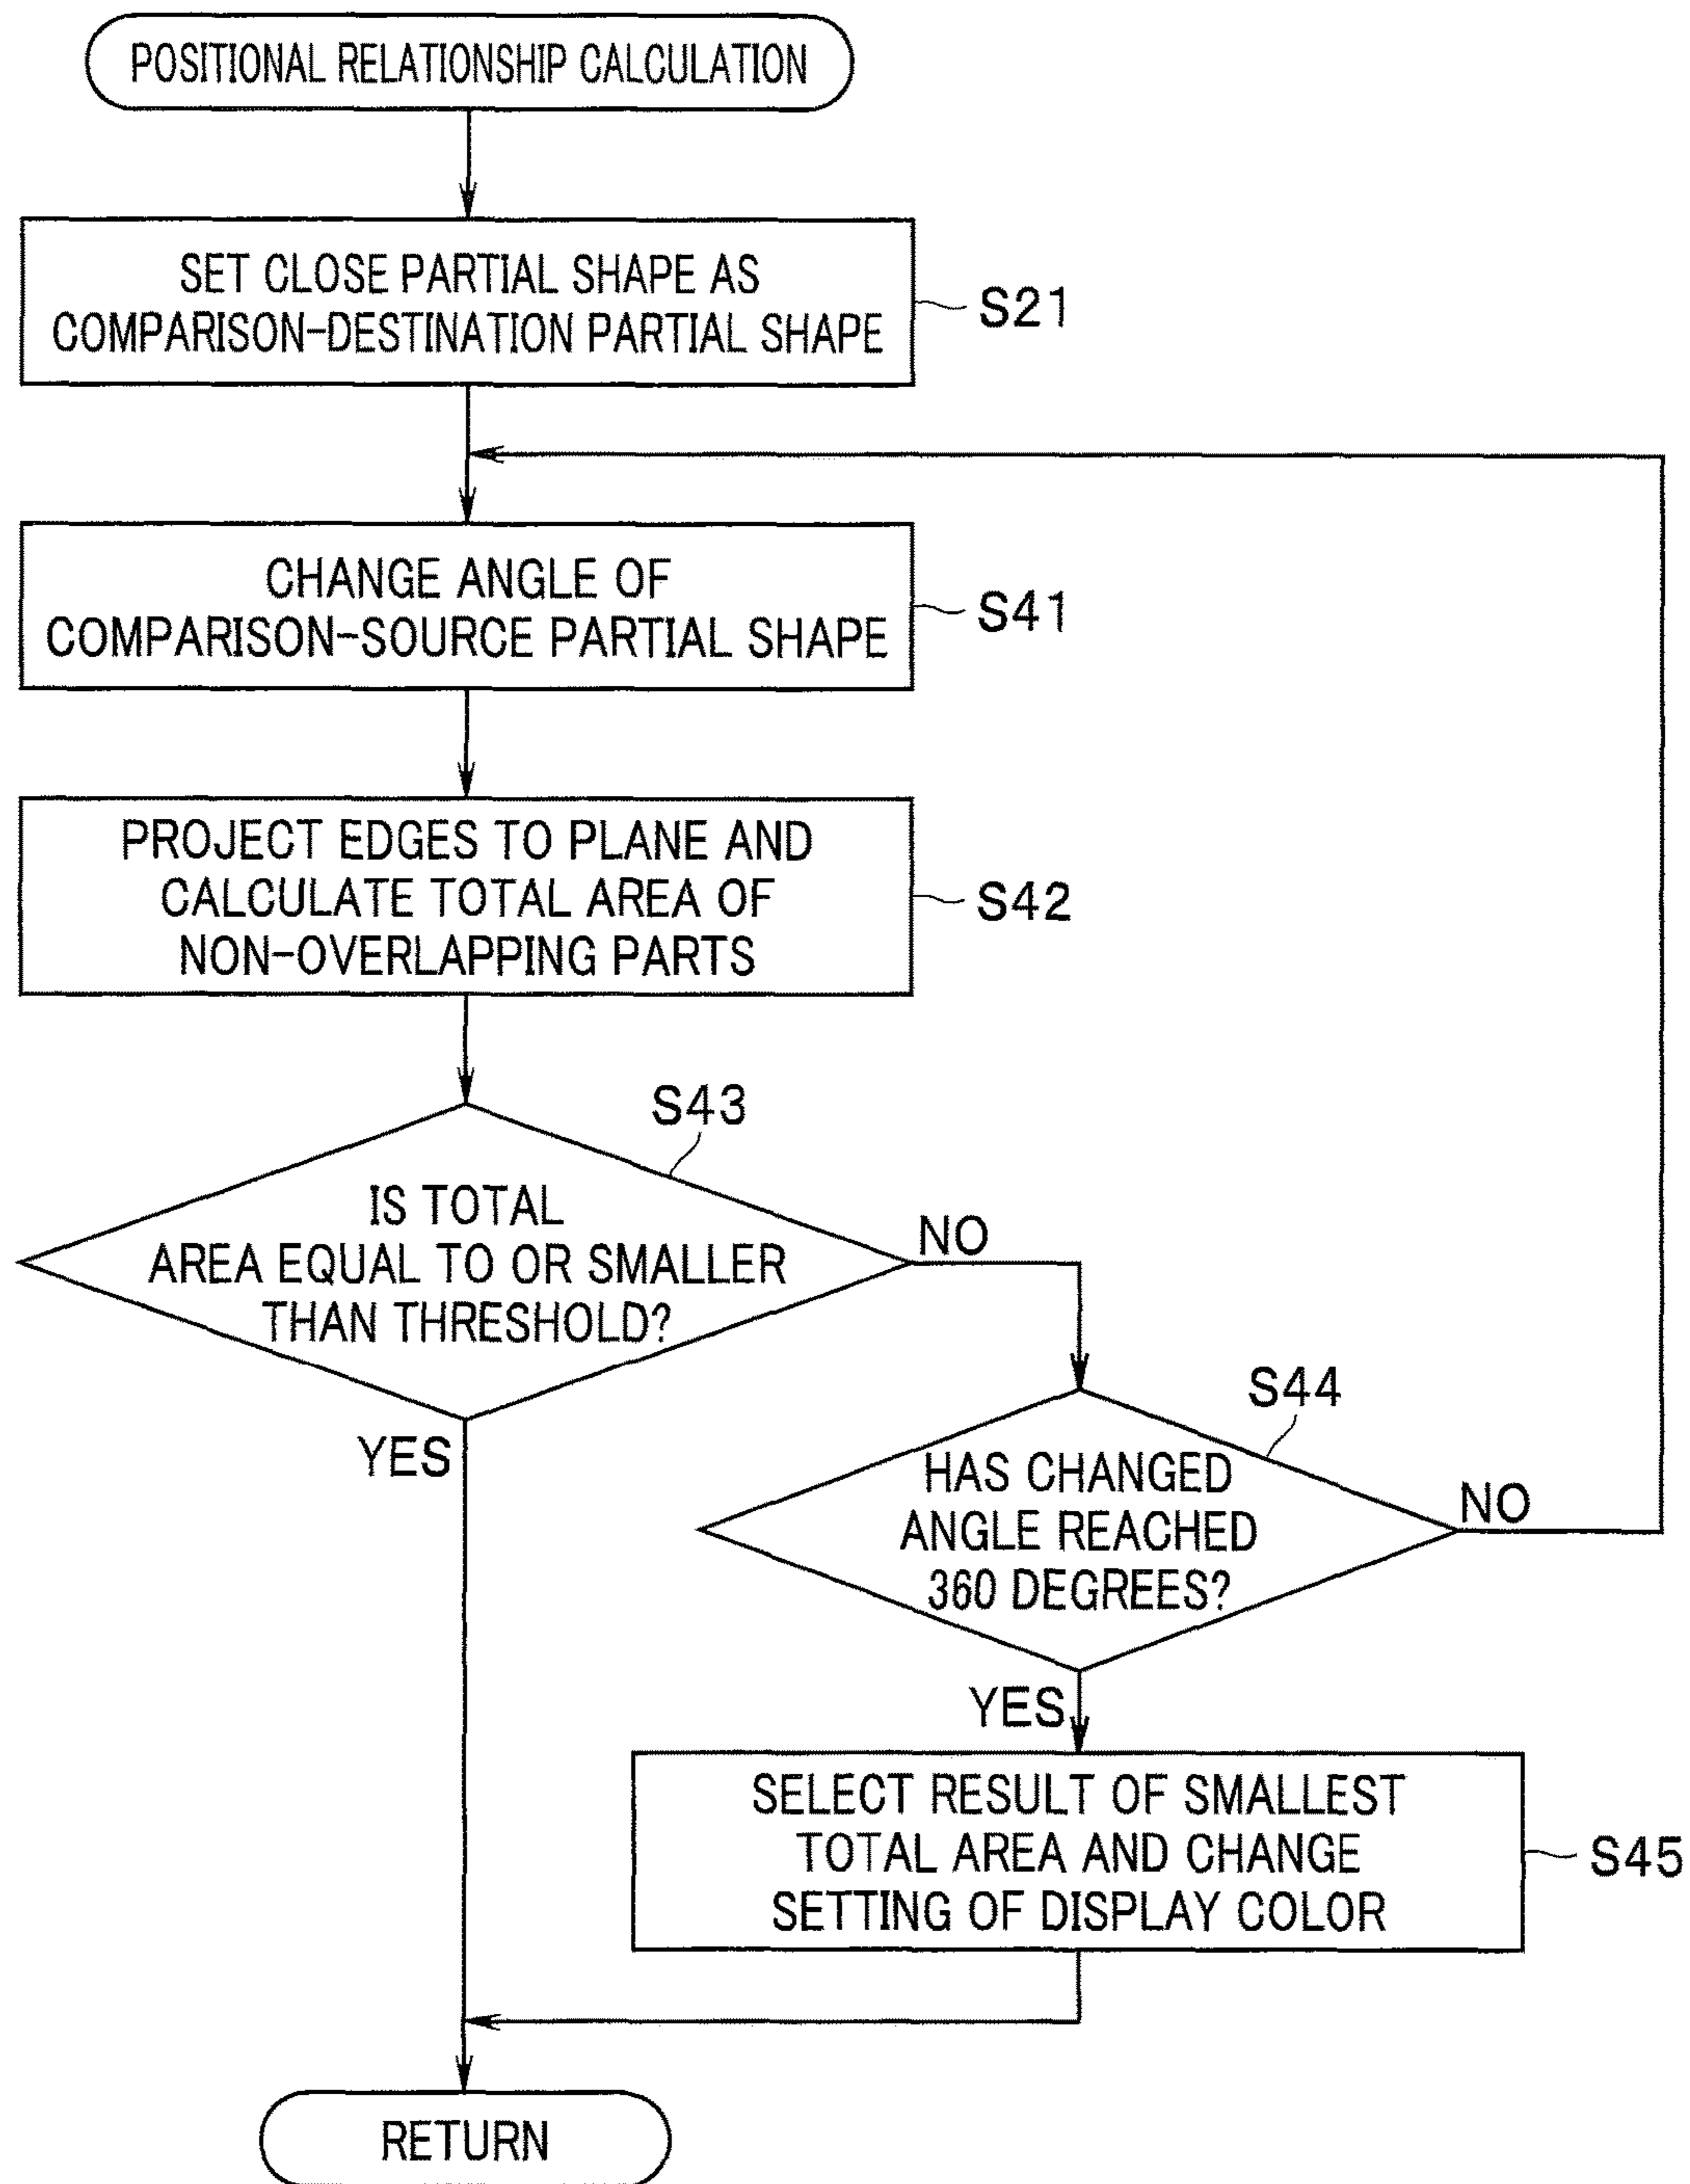 POSITIONAL RELATIONSHIP CALCULATION
SET CLOSE PARTIAL SHAPE AS
COMPARISON-DESTINATION PARTIAL SHAPE
S21
CHANGE ANGLE OF
COMPARISON-SOURCE PARTIAL SHAPE
S41
PROJECT EDGES TO PLANE AND
CALCULATE TOTAL AREA OF
NON-OVERLAPPING PARTS
S42
S43
IS TOTAL
AREA EQUAL TO OR SMALLER
THAN THRESHOLD?
NO
YES
S44
HAS CHANGED
ANGLE REACHED
360 DEGREES?
NO
YES
SELECT RESULT OF SMALLEST
TOTAL AREA AND CHANGE
SETTING OF DISPLAY COLOR
S45
RETURN